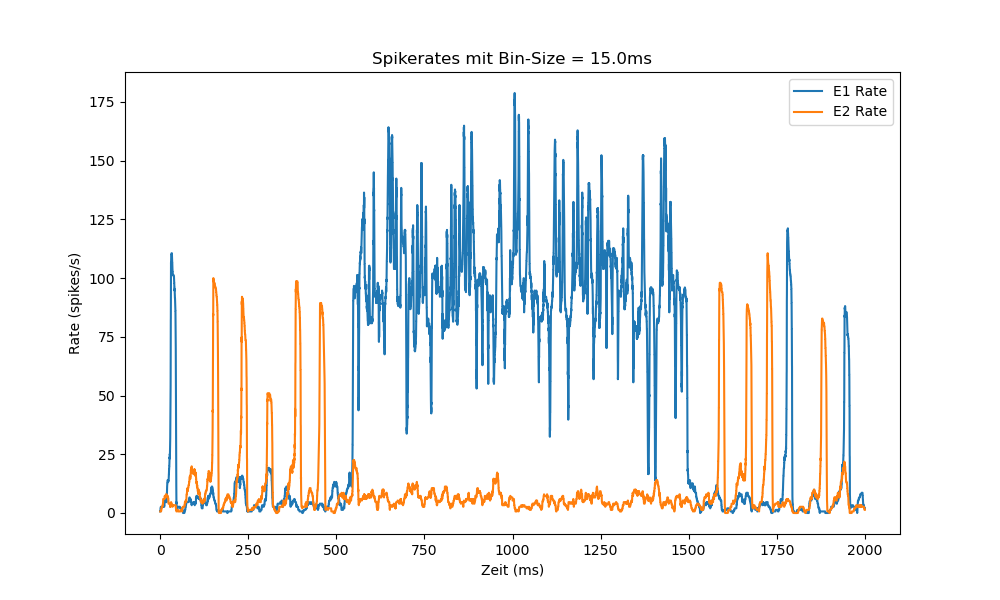 Spikerates mit Bin-Size = 15.0ms
E1 Rate
E2 Rate
175
150
125
100
75
50
25
0
Rate (spikes/s)
0 250 500 750 1000 1250 1500 1750 2000
Zeit (ms)